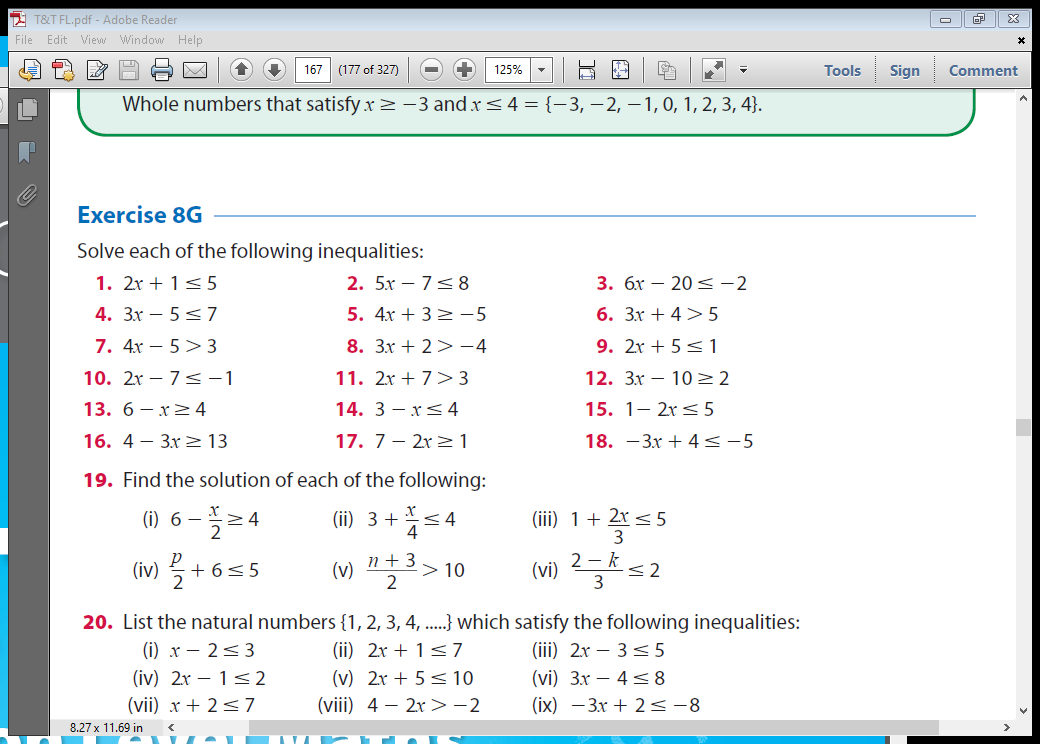 T&T FL.pdf - Adobe Reader
File Edit View Window Help
167 (177 of 327) 125% Tools Sign Comment
Whole numbers that satisfy x ≥ −3 and x ≤ 4 = {−3, −2, −1, 0, 1, 2, 3, 4}.
Exercise 8G
Solve each of the following inequalities:
1. 2x + 1 ≤ 5 2. 5x − 7 ≤ 8 3. 6x − 20 ≤ −2
4. 3x − 5 ≤ 7 5. 4x + 3 ≥ −5 6. 3x + 4 > 5
7. 4x − 5 > 3 8. 3x + 2 > −4 9. 2x + 5 ≤ 1
10. 2x − 7 ≤ −1 11. 2x + 7 > 3 12. 3x − 10 ≥ 2
13. 6 − x ≥ 4 14. 3 − x ≤ 4 15. 1− 2x ≤ 5
16. 4 − 3x ≥ 13 17. 7 − 2x ≥ 1 18. −3x + 4 ≤ −5
19. Find the solution of each of the following:
(i) 6 − x/2 ≥ 4 (ii) 3 + x/4 ≤ 4 (iii) 1 + 2x/3 ≤ 5
(iv) p/2 + 6 ≤ 5 (v) (n + 3)/2 > 10 (vi) (2 − k)/3 ≤ 2
20. List the natural numbers {1, 2, 3, 4, .....} which satisfy the following inequalities:
(i) x − 2 ≤ 3 (ii) 2x + 1 ≤ 7 (iii) 2x − 3 ≤ 5
(iv) 2x − 1 ≤ 2 (v) 2x + 5 ≤ 10 (vi) 3x − 4 ≤ 8
(vii) x + 2 ≤ 7 (viii) 4 − 2x > −2 (ix) −3x + 2 ≤ −8
8.27 x 11.69 in